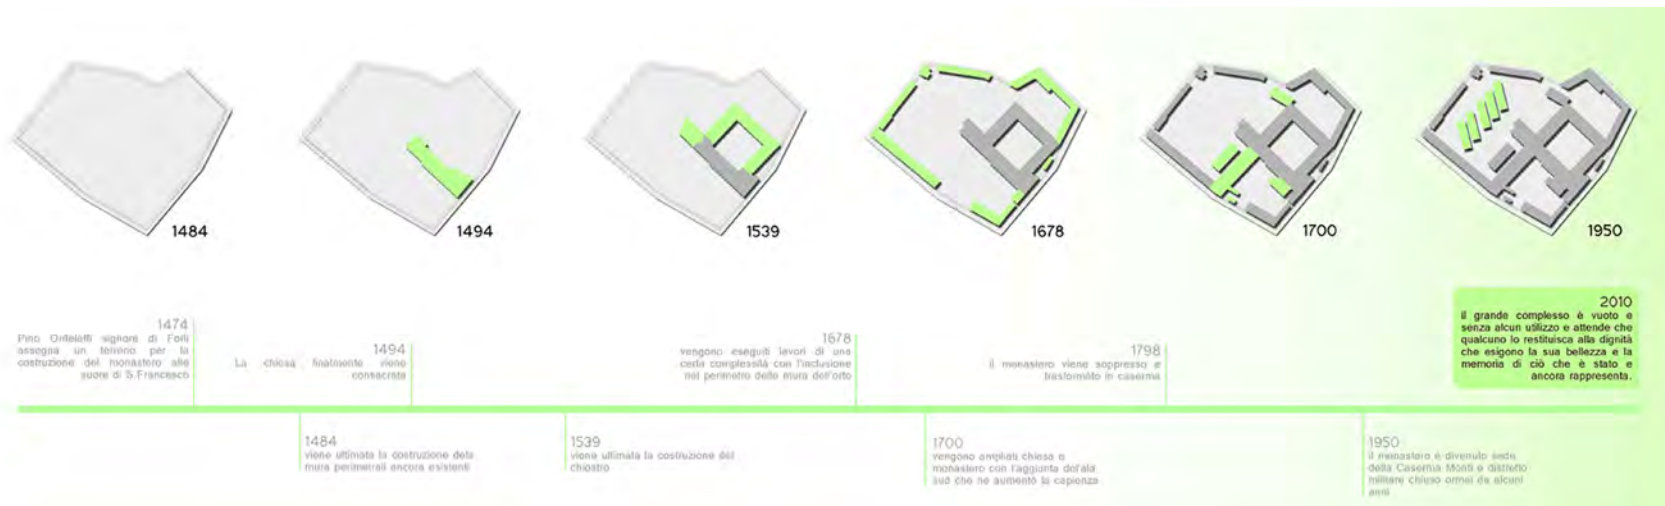 1484
1494
1539
1678
1700
1950
1474
Pino Ordelaffi signore di Forlì
assegna un terreno per la
costruzione del monastero alle
suore di S.Francesco
1494
La chiesa finalmente viene
consacrata
1678
vengono eseguiti lavori di una
certa complessità con l'inclusione
nel perimetro delle mura dell'orto
1798
il monastero viene soppresso e
trasformato in caserma
2010
il grande complesso è vuoto e
senza alcun utilizzo e attende che
qualcuno lo restituisca alla dignità
che esigono la sua bellezza e la
memoria di ciò che è stato e
ancora rappresenta.
1484
viene ultimata la costruzione dela
mura perimetrali ancora esistenti
1539
viene ultimata la costruzione del
chiostro
1700
vengono ampliati chiesa e
monastero con l'aggiunta del'ala
sud che ne aumentò la capienza
1950
il monastero è divenuto sede
della Caserma Monti e distretto
militare chiuso ormai da alcuni
anni